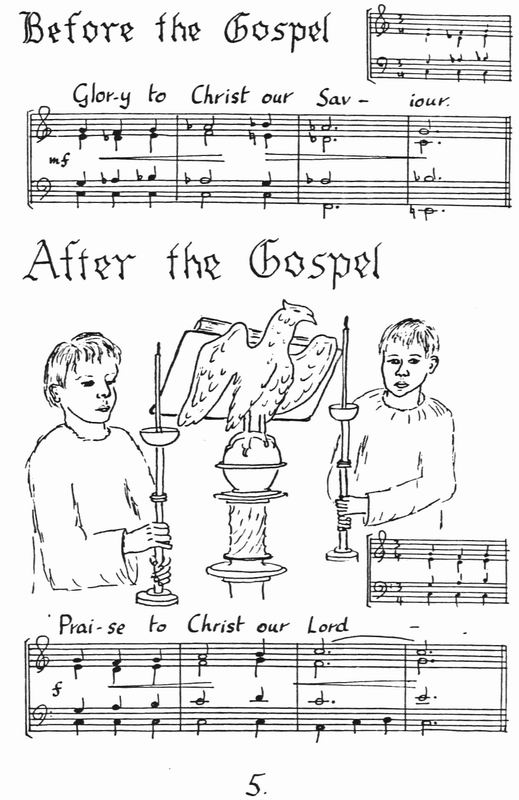 Before the Gospel
Glor-y to Christ our Sav - iour.
mf
After the Gospel
Prai-se to Christ our Lord -
f
5.